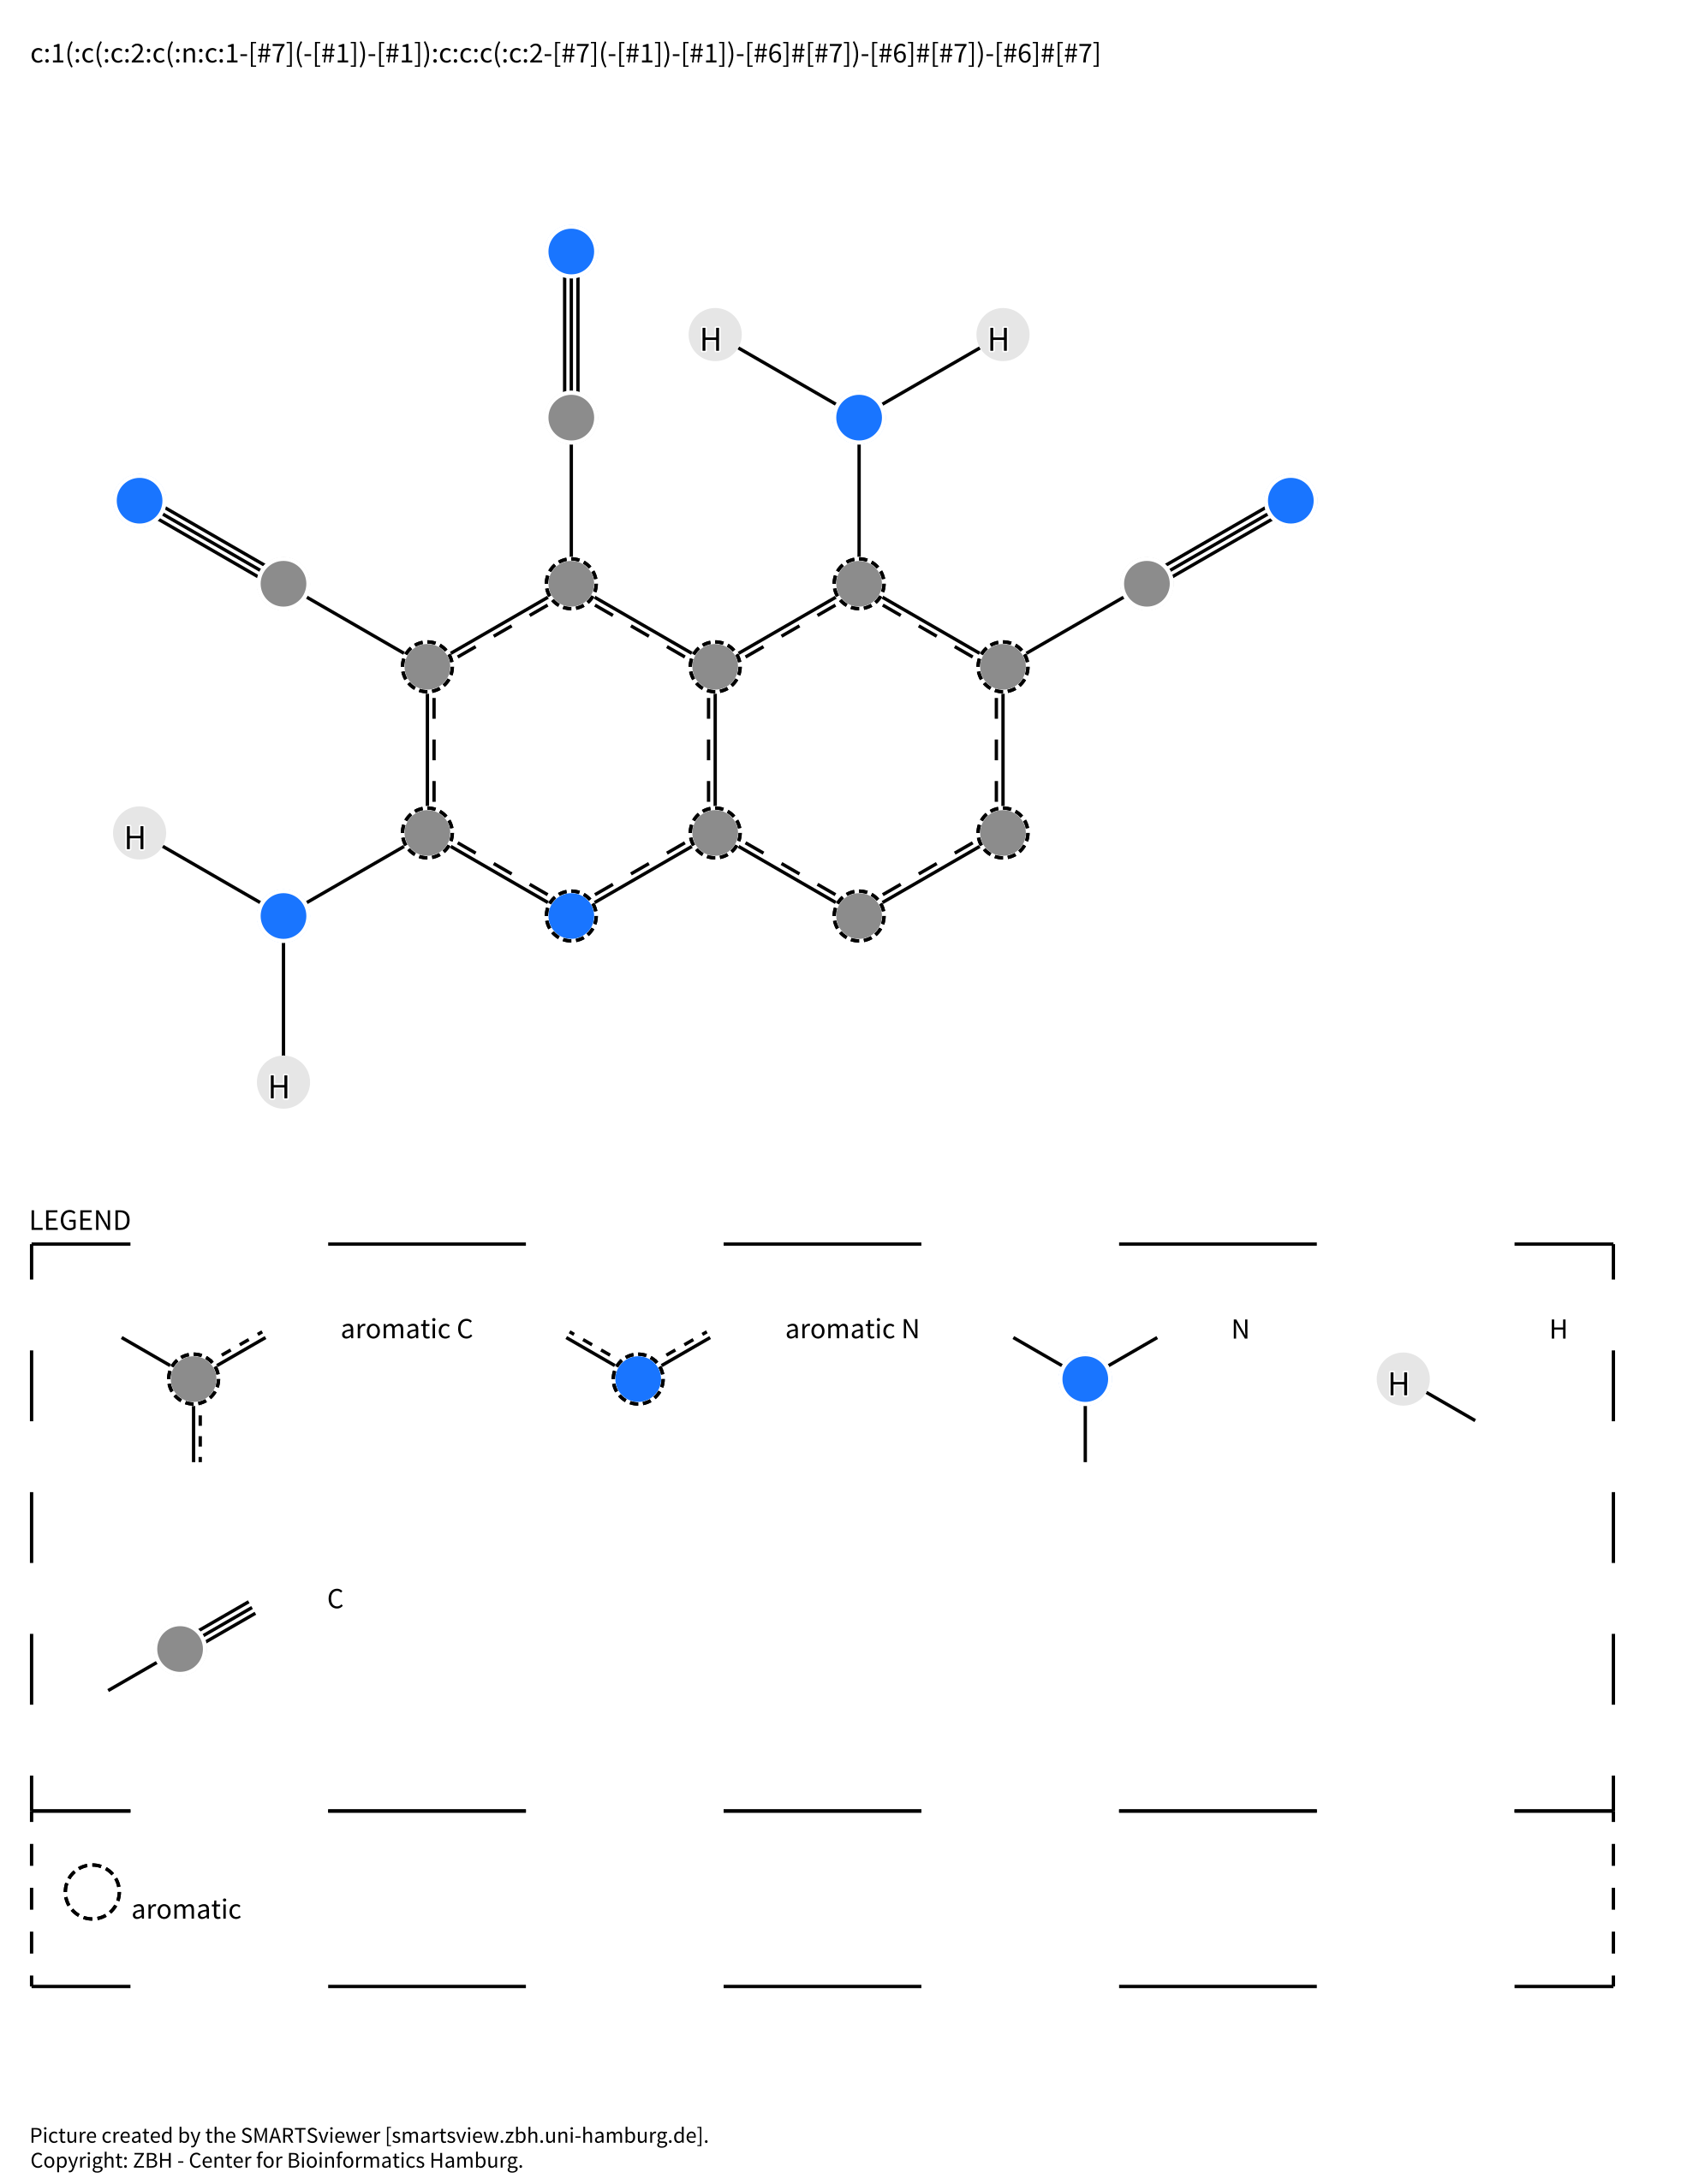 c:1(:c(:c:2:c(:n:c:1-[#7](-[#1])-[#1]):c:c:c(:c:2-[#7](-[#1])-[#1])-[#6]#[#7])-[#6]#[#7])-[#6]#[#7]
H H
H
H
LEGEND
aromatic C aromatic N N H
H
C
aromatic
Picture created by the SMARTSviewer [smartsview.zbh.uni-hamburg.de].
Copyright: ZBH - Center for Bioinformatics Hamburg.